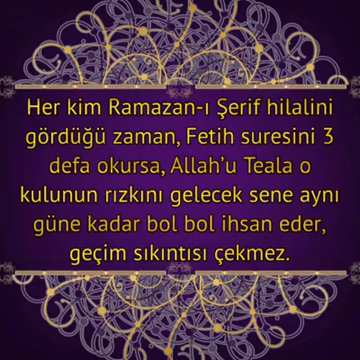 Her kim Ramazan-ı Şerif hilalini
gördüğü zaman, Fetih suresini 3
defa okursa, Allah'u Teala o
kulunun rızkını gelecek sene aynı
güne kadar bol bol ihsan eder,
geçim sıkıntısı çekmez.